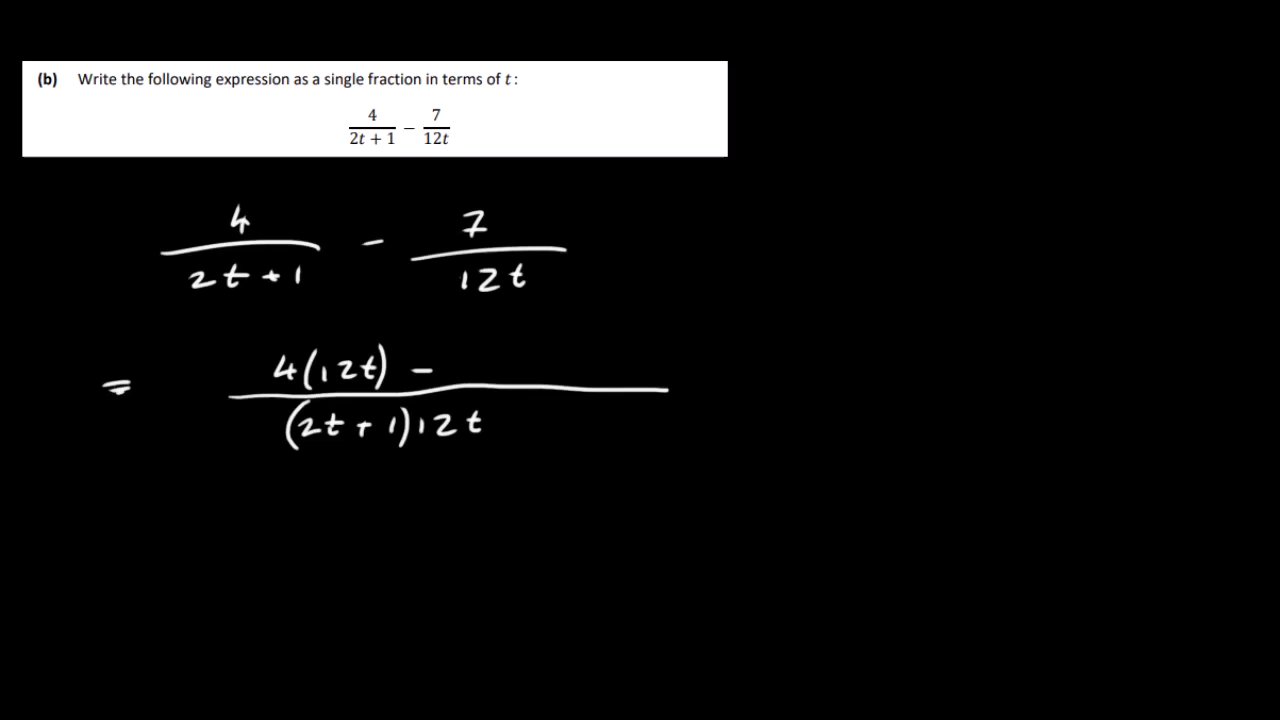 (b) Write the following expression as a single fraction in terms of t:
4/(2t + 1) − 7/(12t)
4/(2t + 1) − 7/(12t)
= (4(12t) −)/((2t + 1)12t)